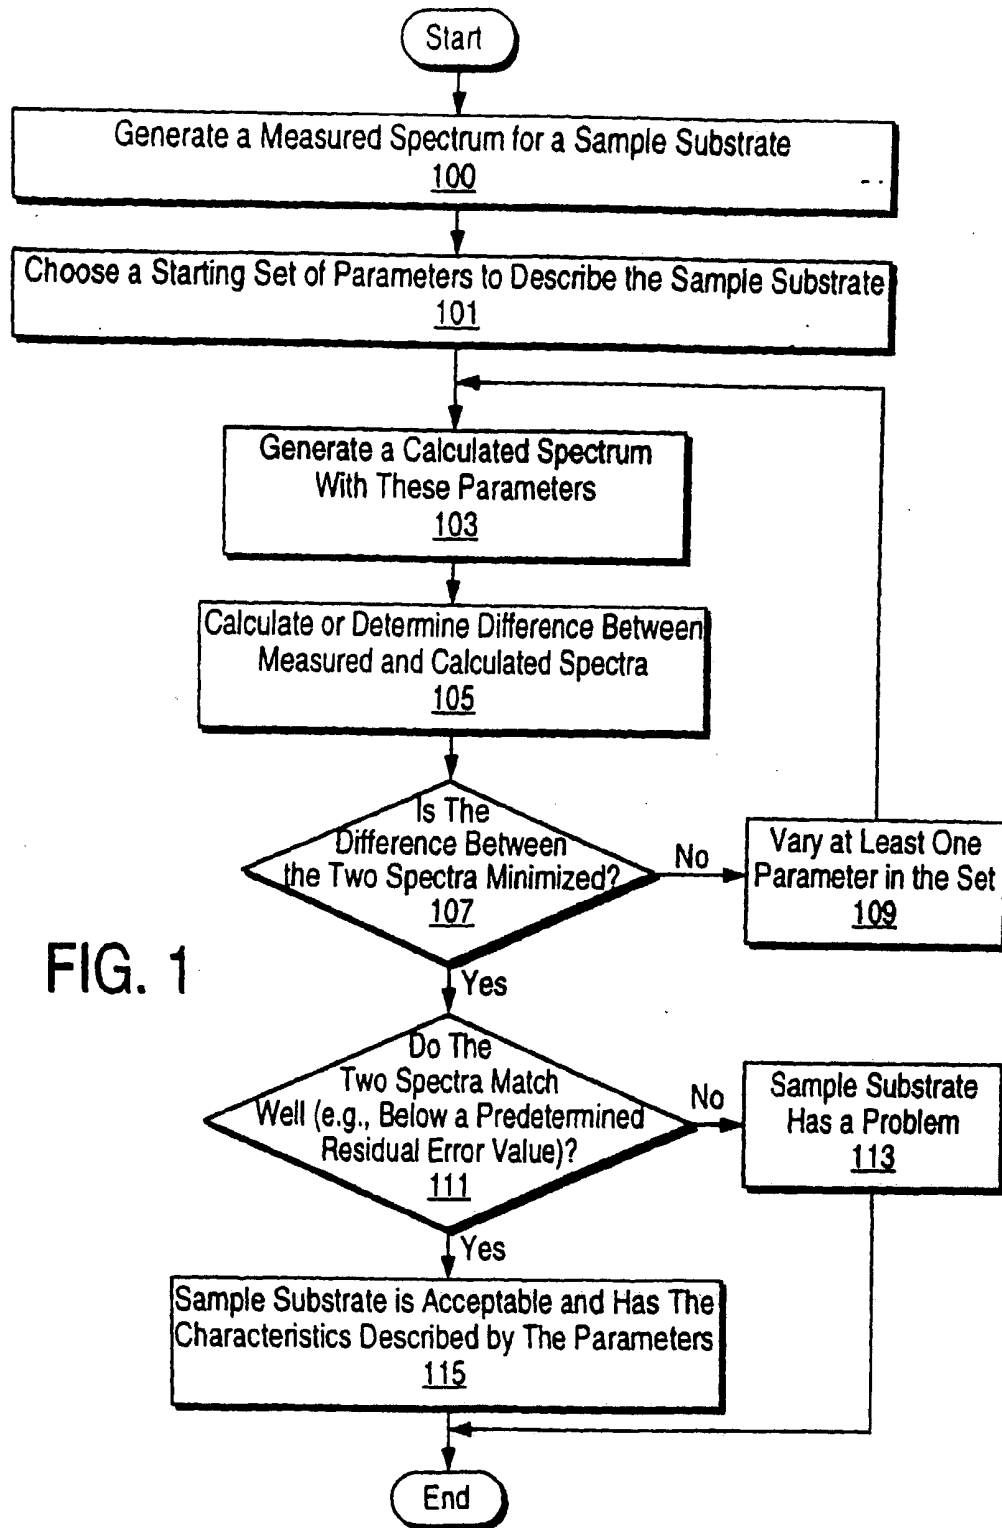 Start
Generate a Measured Spectrum for a Sample Substrate
100
Choose a Starting Set of Parameters to Describe the Sample Substrate
101
Generate a Calculated Spectrum
With These Parameters
103
Calculate or Determine Difference Between
Measured and Calculated Spectra
105
Is The
Difference Between
the Two Spectra Minimized?
107
No
Vary at Least One
Parameter in the Set
109
FIG. 1
Yes
Do The
Two Spectra Match
Well (e.g., Below a Predetermined
Residual Error Value)?
111
No
Sample Substrate
Has a Problem
113
Yes
Sample Substrate is Acceptable and Has The
Characteristics Described by The Parameters
115
End